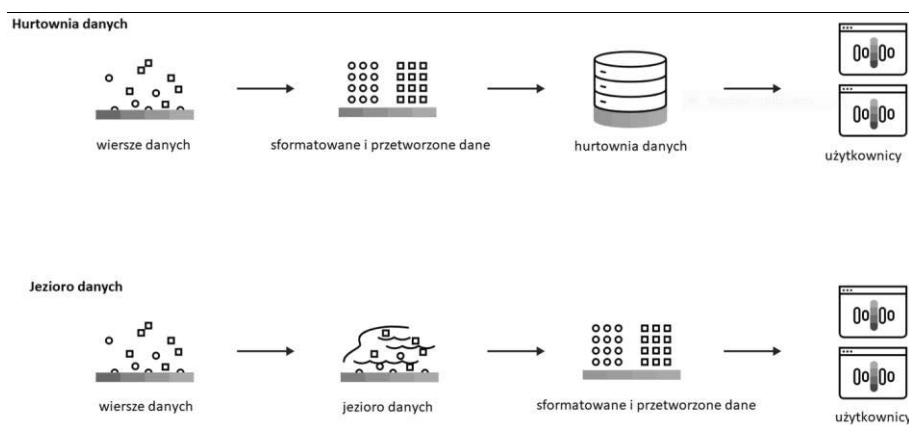 Hurtownia danych
wiersze danych
sformatowane i przetworzone dane
hurtownia danych
użytkownicy
Jezioro danych
wiersze danych
jezioro danych
sformatowane i przetworzone dane
użytkownicy